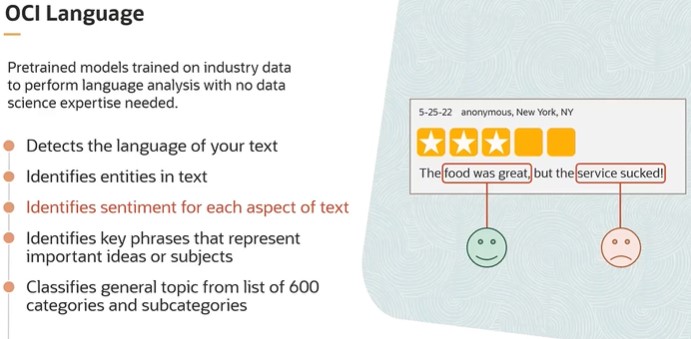 OCI Language
Pretrained models trained on industry data
to perform language analysis with no data
science expertise needed.
Detects the language of your text
Identifies entities in text
Identifies sentiment for each aspect of text
Identifies key phrases that represent
important ideas or subjects
Classifies general topic from list of 600
categories and subcategories
5-25-22 anonymous, New York, NY
The food was great, but the service sucked!